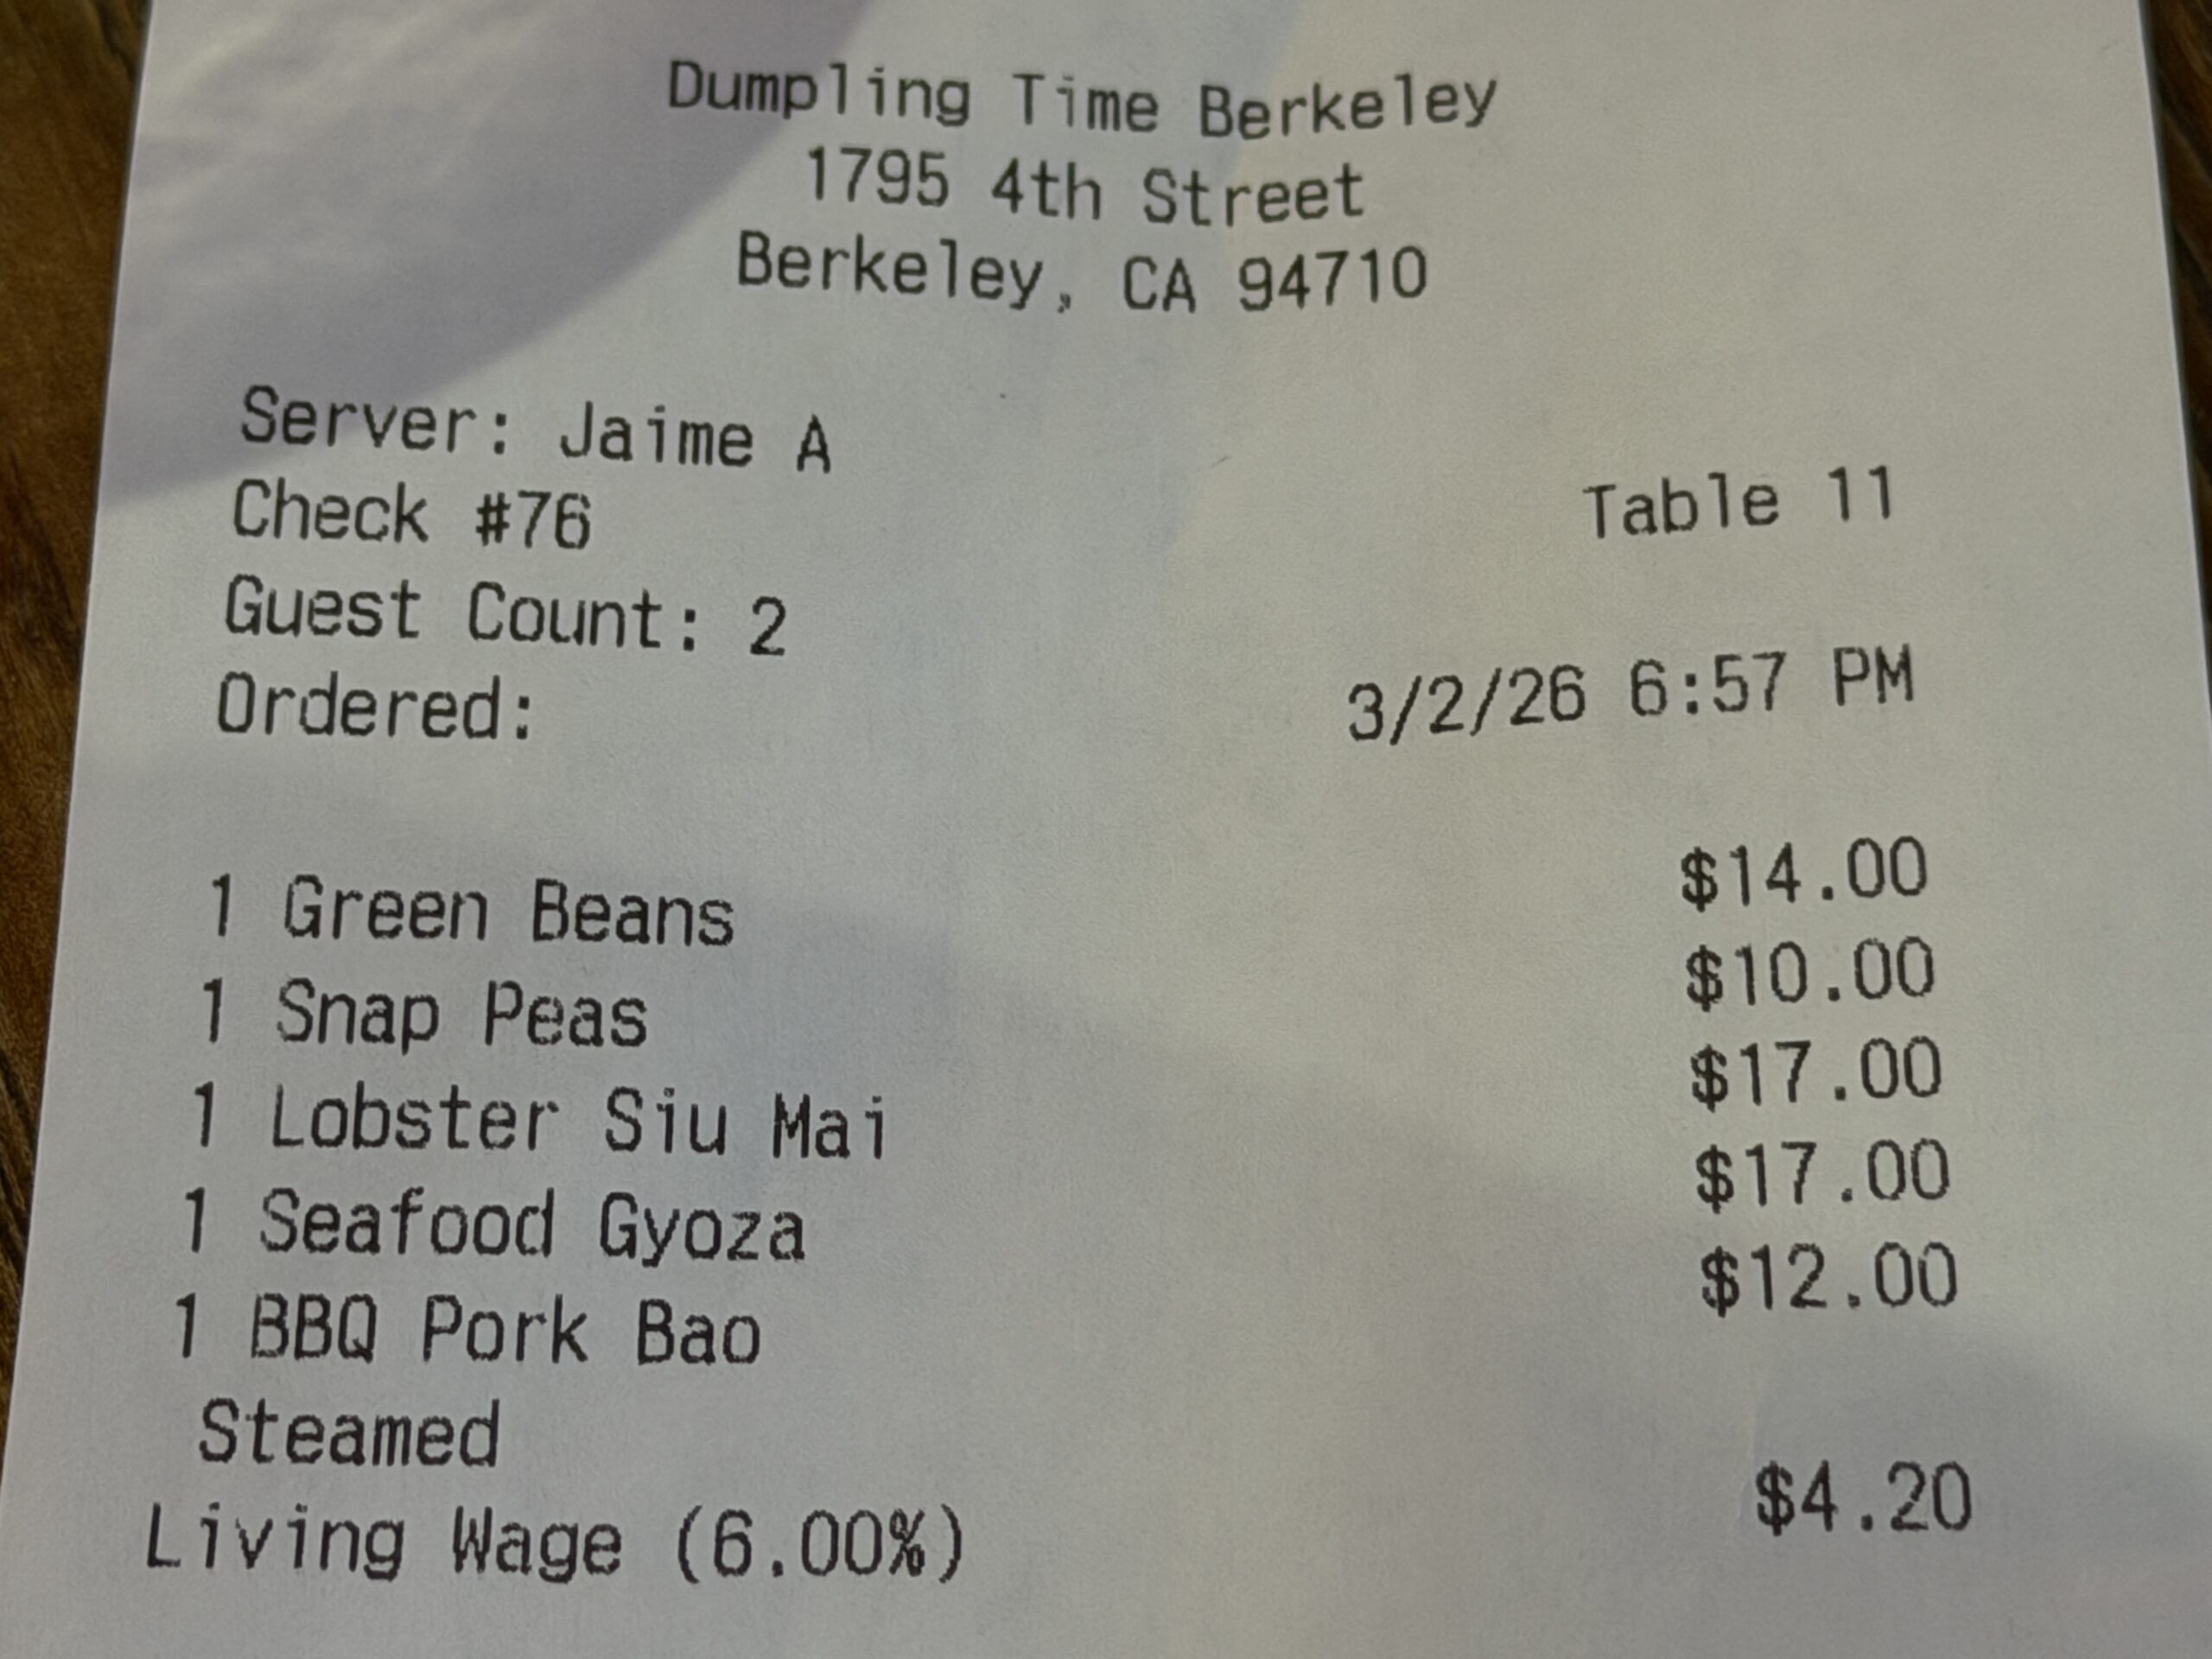 Dumpling Time Berkeley
1795 4th Street
Berkeley, CA 94710
Server: Jaime A
Check #76 Table 11
Guest Count: 2
Ordered: 3/2/26 6:57 PM
1 Green Beans $14.00
1 Snap Peas $10.00
1 Lobster Siu Mai $17.00
1 Seafood Gyoza $17.00
1 BBQ Pork Bao $12.00
Steamed
Living Wage (6.00%) $4.20